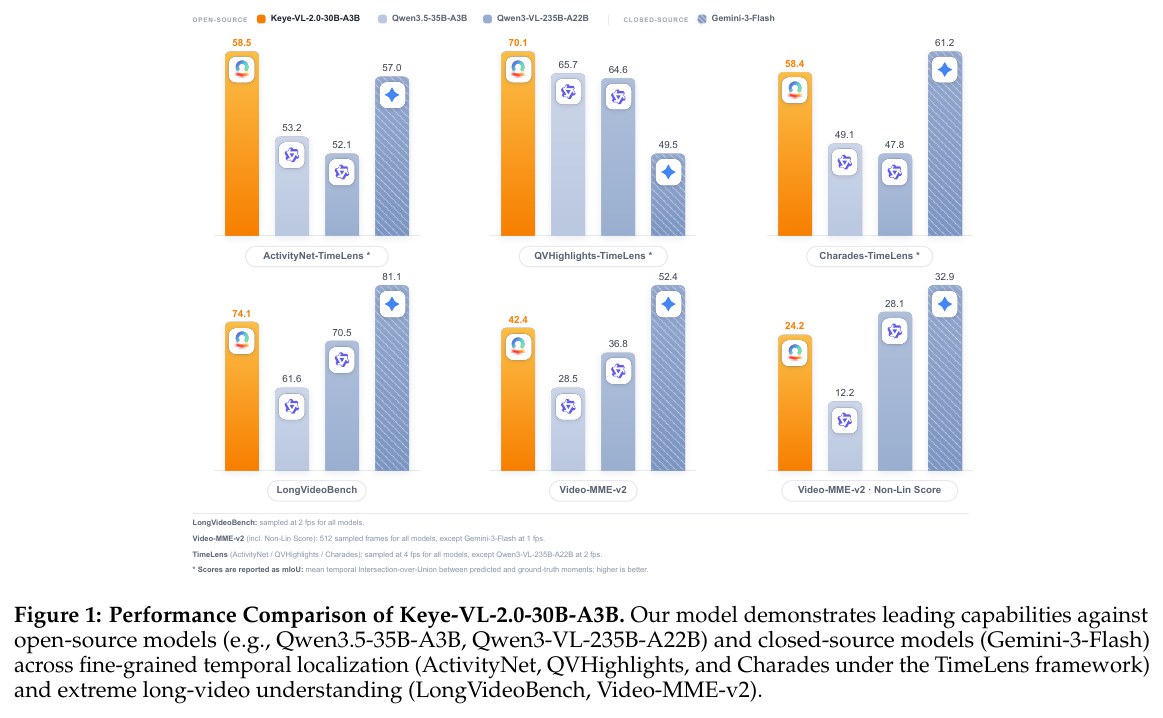 OPEN-SOURCE Keye-VL-2.0-30B-A3B Qwen3.5-35B-A3B Qwen3-VL-235B-A22B CLOSED-SOURCE Gemini-3-Flash
58.5 53.2 52.1 57.0
ActivityNet-TimeLens *
70.1 65.7 64.6 49.5
QVHighlights-TimeLens *
58.4 49.1 47.8 61.2
Charades-TimeLens *
74.1 61.6 70.5 81.1
LongVideoBench
42.4 28.5 36.8 52.4
Video-MME-v2
24.2 12.2 28.1 32.9
Video-MME-v2 · Non-Lin Score
LongVideoBench: sampled at 2 fps for all models.
Video-MME-v2 (incl. Non-Lin Score): 512 sampled frames for all models, except Gemini-3-Flash at 1 fps.
TimeLens (ActivityNet / QVHighlights / Charades): sampled at 4 fps for all models, except Qwen3-VL-235B-A22B at 2 fps.
* Scores are reported as mIoU: mean temporal Intersection-over-Union between predicted and ground-truth moments; higher is better.
Figure 1: Performance Comparison of Keye-VL-2.0-30B-A3B. Our model demonstrates leading capabilities against
open-source models (e.g., Qwen3.5-35B-A3B, Qwen3-VL-235B-A22B) and closed-source models (Gemini-3-Flash)
across fine-grained temporal localization (ActivityNet, QVHighlights, and Charades under the TimeLens framework)
and extreme long-video understanding (LongVideoBench, Video-MME-v2).